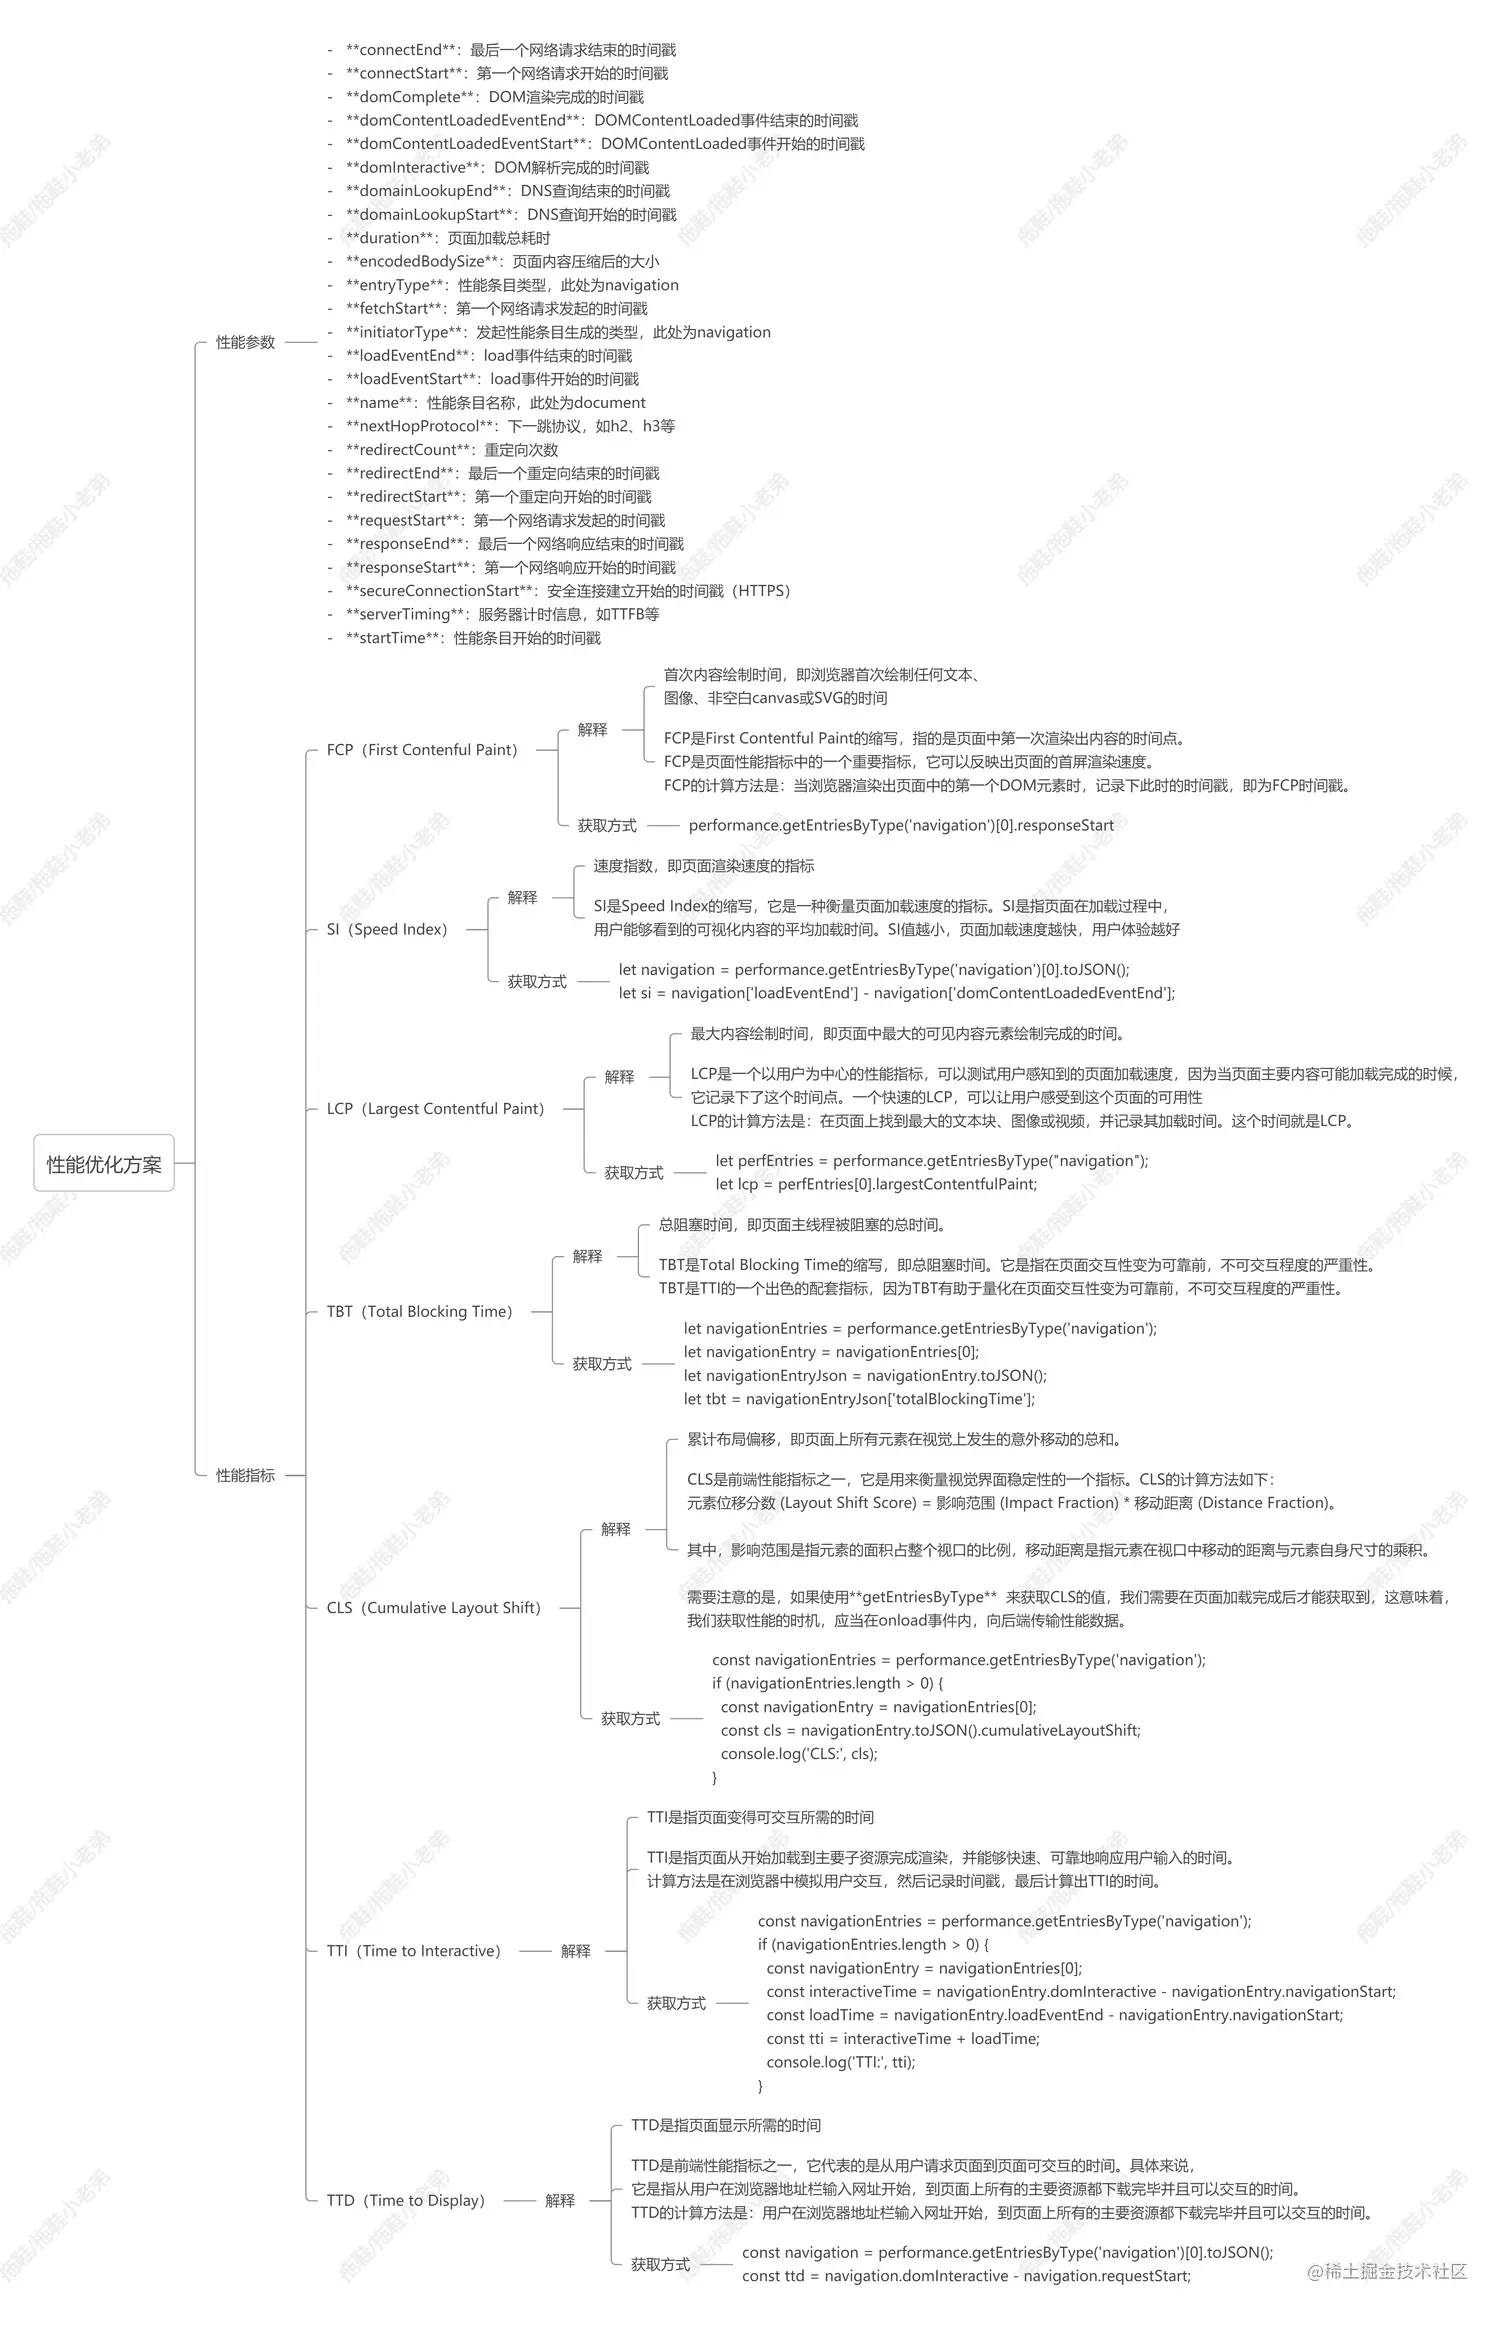 - **connectEnd**：最后一个网络请求结束的时间戳
- **connectStart**：第一个网络请求开始的时间戳
- **domComplete**：DOM渲染完成的时间戳
- **domContentLoadedEventEnd**：DOMContentLoaded事件结束的时间戳
- **domContentLoadedEventStart**：DOMContentLoaded事件开始的时间戳
- **domInteractive**：DOM解析完成的时间戳
- **domainLookupEnd**：DNS查询结束的时间戳
- **domainLookupStart**：DNS查询开始的时间戳
- **duration**：页面加载总耗时
- **encodedBodySize**：页面内容压缩后的大小
- **entryType**：性能条目类型，此处为navigation
- **fetchStart**：第一个网络请求发起的时间戳
性能参数
- **initiatorType**：发起性能条目生成的类型，此处为navigation
- **loadEventEnd**：load事件结束的时间戳
- **loadEventStart**：load事件开始的时间戳
- **name**：性能条目名称，此处为document
- **nextHopProtocol**：下一跳协议，如h2、h3等
- **redirectCount**：重定向次数
- **redirectEnd**：最后一个重定向结束的时间戳
- **redirectStart**：第一个重定向开始的时间戳
- **requestStart**：第一个网络请求发起的时间戳
- **responseEnd**：最后一个网络响应结束的时间戳
- **responseStart**：第一个网络响应开始的时间戳
- **secureConnectionStart**：安全连接建立开始的时间戳（HTTPS）
- **serverTiming**：服务器计时信息，如TTFB等
- **startTime**：性能条目开始的时间戳
首次内容绘制时间，即浏览器首次绘制任何文本、
图像、非空白canvas或SVG的时间
解释
FCP是First Contentful Paint的缩写，指的是页面中第一次渲染出内容的时间点。
FCP（First Contenful Paint）
FCP是页面性能指标中的一个重要指标，它可以反映出页面的首屏渲染速度。
FCP的计算方法是：当浏览器渲染出页面中的第一个DOM元素时，记录下此时的时间戳，即为FCP时间戳。
获取方式
performance.getEntriesByType('navigation')[0].responseStart
速度指数，即页面渲染速度的指标
解释
SI是Speed Index的缩写，它是一种衡量页面加载速度的指标。SI是指页面在加载过程中，
用户能够看到的可视化内容的平均加载时间。SI值越小，页面加载速度越快，用户体验越好
SI（Speed Index）
获取方式
let navigation = performance.getEntriesByType('navigation')[0].toJSON();
let si = navigation['loadEventEnd'] - navigation['domContentLoadedEventEnd'];
最大内容绘制时间，即页面中最大的可见内容元素绘制完成的时间。
解释
LCP是一个以用户为中心的性能指标，可以测试用户感知到的页面加载速度，因为当页面主要内容可能加载完成的时候，
它记录下了这个时间点。一个快速的LCP，可以让用户感受到这个页面的可用性
LCP的计算方法是：在页面上找到最大的文本块、图像或视频，并记录其加载时间。这个时间就是LCP。
LCP（Largest Contentful Paint）
性能优化方案
获取方式
let perfEntries = performance.getEntriesByType("navigation");
let lcp = perfEntries[0].largestContentfulPaint;
总阻塞时间，即页面主线程被阻塞的总时间。
解释
TBT是Total Blocking Time的缩写，即总阻塞时间。它是指在页面交互性变为可靠前，不可交互程度的严重性。
TBT是TTI的一个出色的配套指标，因为TBT有助于量化在页面交互性变为可靠前，不可交互程度的严重性。
TBT（Total Blocking Time）
获取方式
let navigationEntries = performance.getEntriesByType('navigation');
let navigationEntry = navigationEntries[0];
let navigationEntryJson = navigationEntry.toJSON();
let tbt = navigationEntryJson['totalBlockingTime'];
性能指标
累计布局偏移，即页面上所有元素在视觉上发生的意外移动的总和。
解释
CLS是前端性能指标之一，它是用来衡量视觉界面稳定性的一个指标。CLS的计算方法如下：
元素位移分数 (Layout Shift Score) = 影响范围 (Impact Fraction) * 移动距离 (Distance Fraction)。
其中，影响范围是指元素的面积占整个视口的比例，移动距离是指元素在视口中移动的距离与元素自身尺寸的乘积。
需要注意的是，如果使用**getEntriesByType** 来获取CLS的值，我们需要在页面加载完成后才能获取到，这意味着，
我们获取性能的时机，应当在onload事件内，向后端传输性能数据。
CLS（Cumulative Layout Shift）
获取方式
const navigationEntries = performance.getEntriesByType('navigation');
if (navigationEntries.length > 0) {
const navigationEntry = navigationEntries[0];
const cls = navigationEntry.toJSON().cumulativeLayoutShift;
console.log('CLS:', cls);
}
TTI是指页面变得可交互所需的时间
TTI是指页面从开始加载到主要子资源完成渲染，并能够快速、可靠地响应用户输入的时间。
计算方法是在浏览器中模拟用户交互，然后记录时间戳，最后计算出TTI的时间。
TTI（Time to Interactive）
解释
获取方式
const navigationEntries = performance.getEntriesByType('navigation');
if (navigationEntries.length > 0) {
const navigationEntry = navigationEntries[0];
const interactiveTime = navigationEntry.domInteractive - navigationEntry.navigationStart;
const loadTime = navigationEntry.loadEventEnd - navigationEntry.navigationStart;
const tti = interactiveTime + loadTime;
console.log('TTI:', tti);
}
TTD是指页面显示所需的时间
TTD是前端性能指标之一，它代表的是从用户请求页面到页面可交互的时间。具体来说，
它是指从用户在浏览器地址栏输入网址开始，到页面上所有的主要资源都下载完毕并且可以交互的时间。
TTD的计算方法是：用户在浏览器地址栏输入网址开始，到页面上所有的主要资源都下载完毕并且可以交互的时间。
TTD（Time to Display）
解释
获取方式
const navigation = performance.getEntriesByType('navigation')[0].toJSON();
const ttd = navigation.domInteractive - navigation.requestStart;
@稀土掘金技术社区
拖鞋/拖鞋小老弟